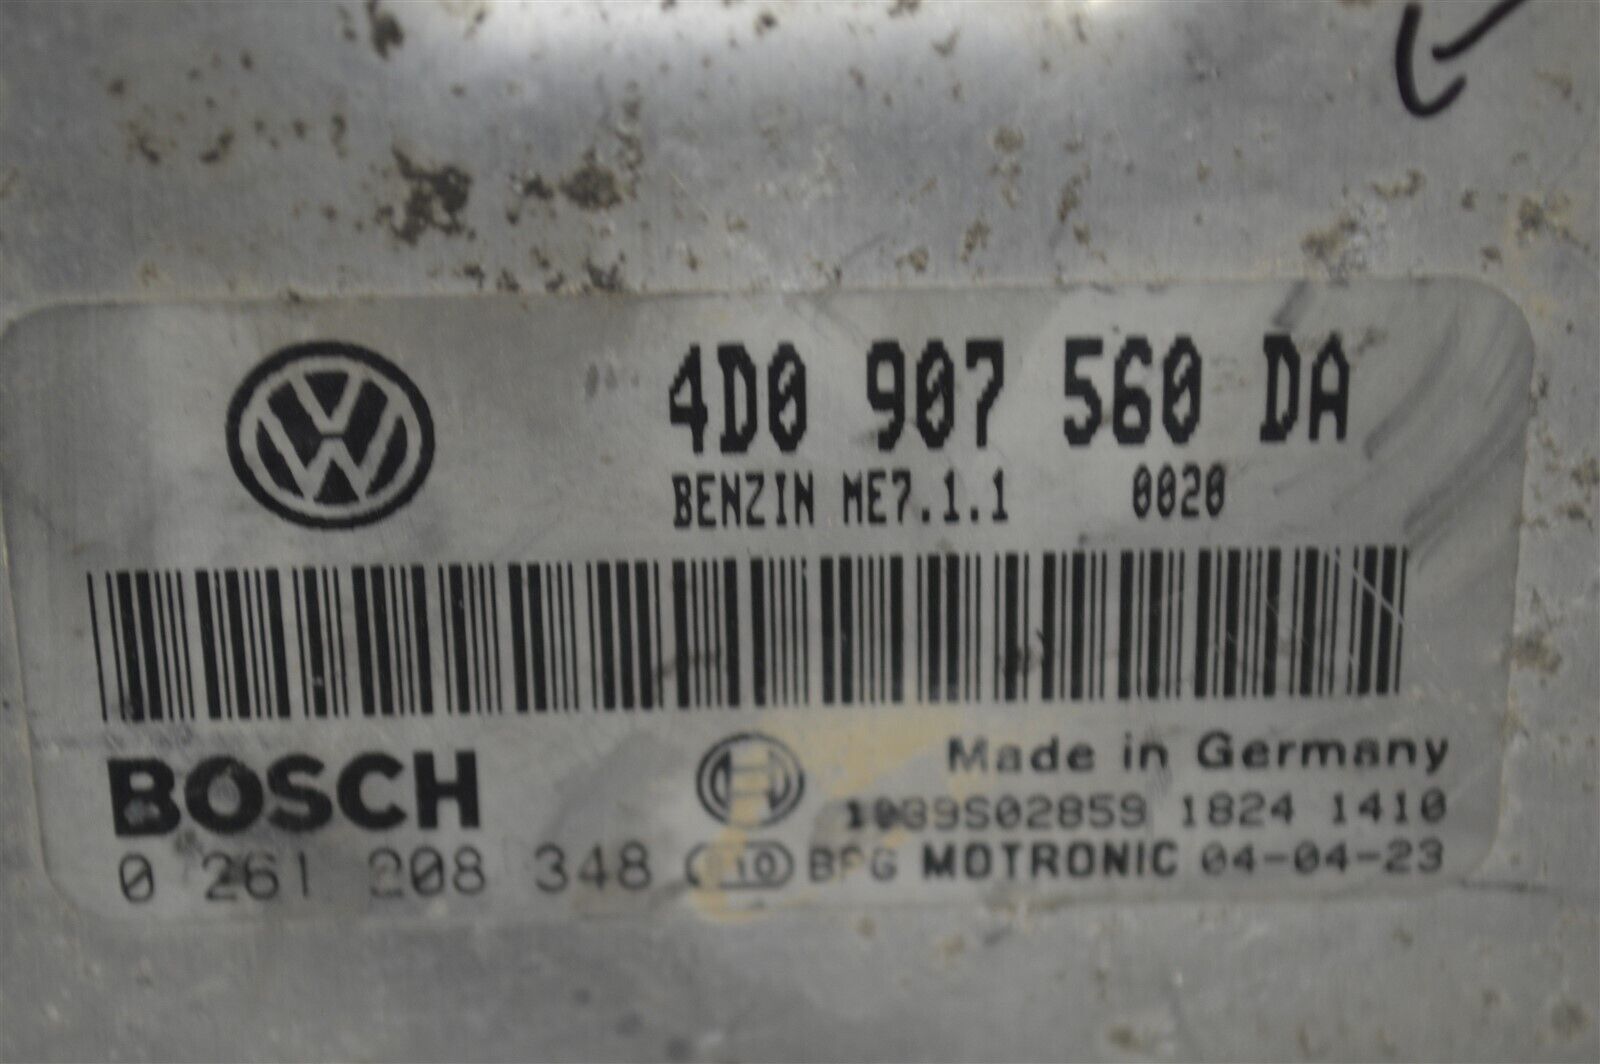 4D0 907 560 DA
BENZIN ME7.1.1 0020
BOSCH
Made in Germany
1039S02859 1824 1410
0 261 208 348 10 MOTRONIC 04-04-23